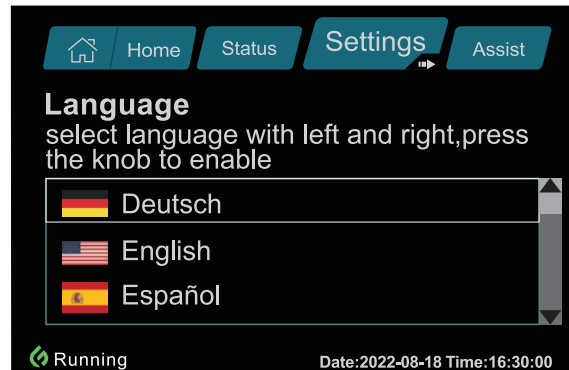 Home
Status
Settings
Assist
Language
select language with left and right,press
the knob to enable
Deutsch
English
Español
Running
Date:2022-08-18 Time:16:30:00